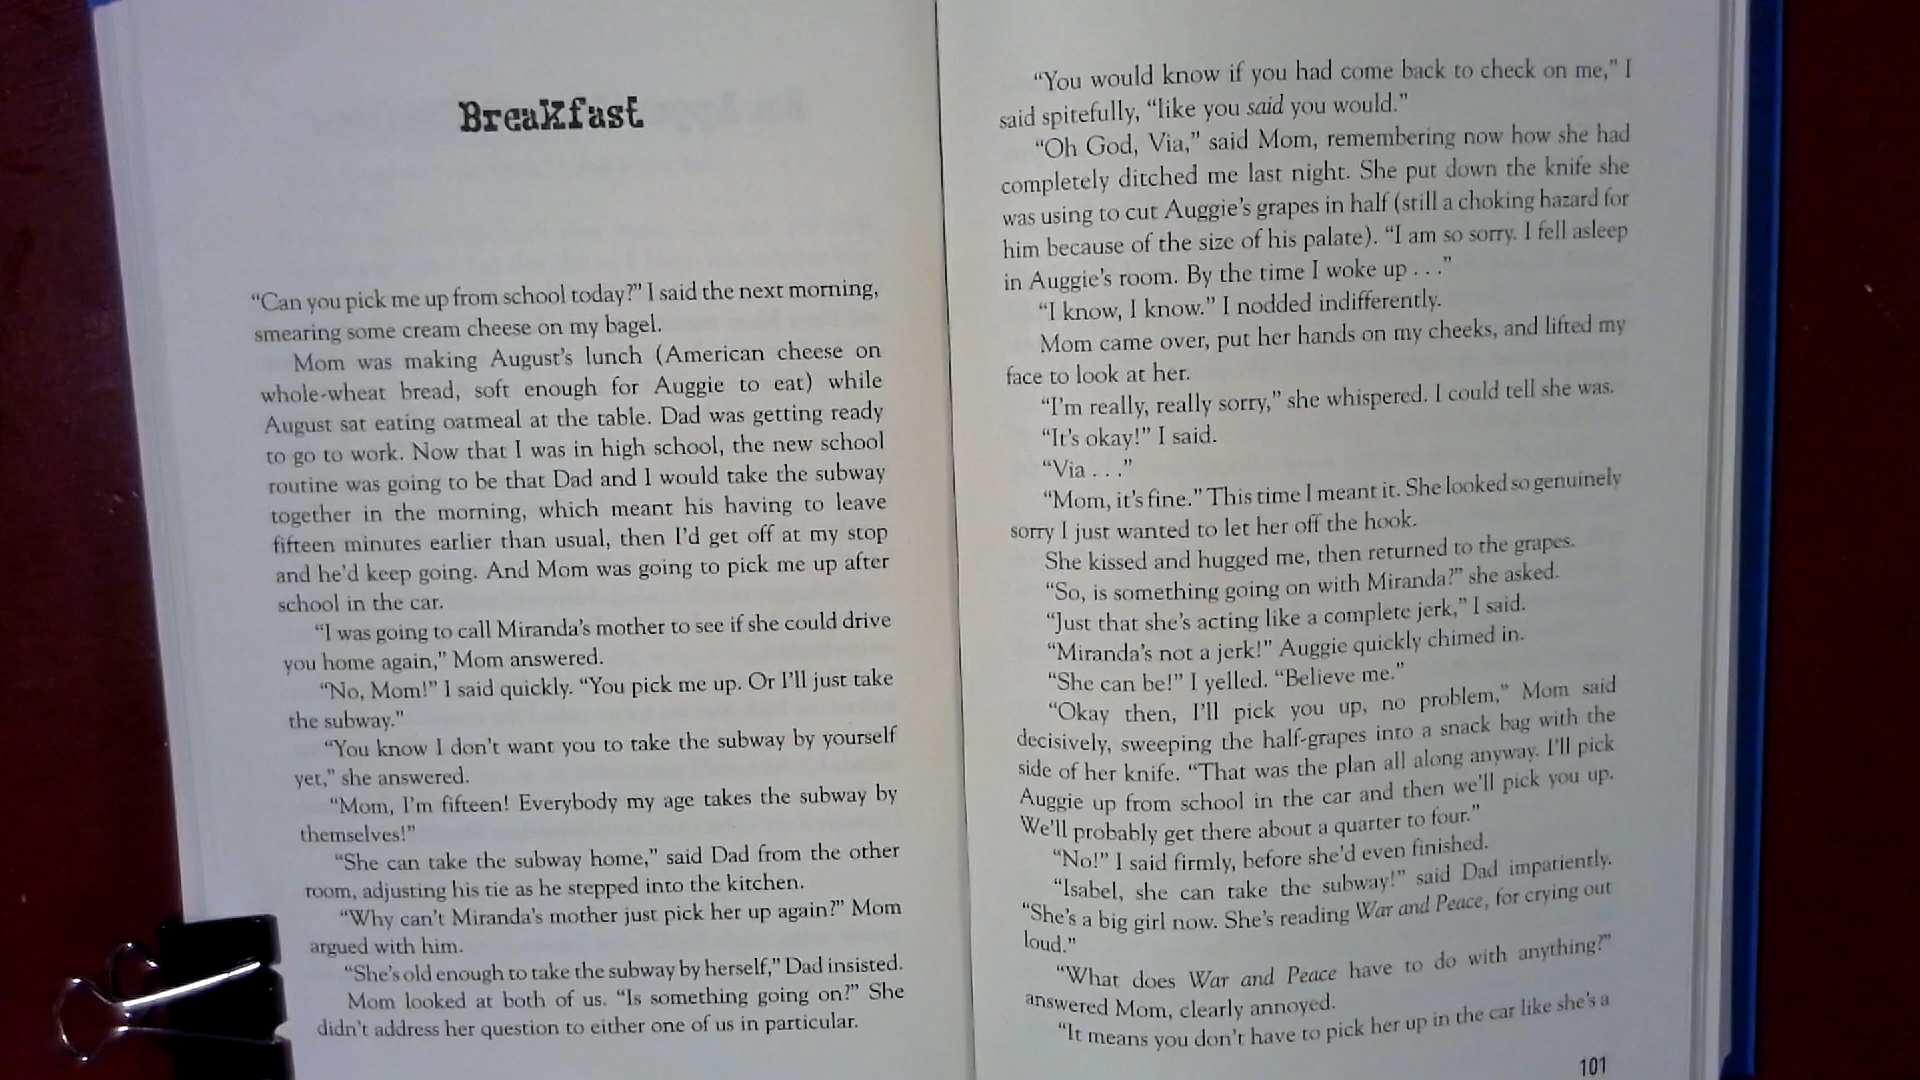 Breakfast
“Can you pick me up from school today?” I said the next morning,
smearing some cream cheese on my bagel.
Mom was making August’s lunch (American cheese on
whole-wheat bread, soft enough for Auggie to eat) while
August sat eating oatmeal at the table. Dad was getting ready
to go to work. Now that I was in high school, the new school
routine was going to be that Dad and I would take the subway
together in the morning, which meant his having to leave
fifteen minutes earlier than usual, then I’d get off at my stop
and he’d keep going. And Mom was going to pick me up after
school in the car.
“I was going to call Miranda’s mother to see if she could drive
you home again,” Mom answered.
“No, Mom!” I said quickly. “You pick me up. Or I’ll just take
the subway.”
“You know I don’t want you to take the subway by yourself
yet,” she answered.
“Mom, I’m fifteen! Everybody my age takes the subway by
themselves!”
“She can take the subway home,” said Dad from the other
room, adjusting his tie as he stepped into the kitchen.
“Why can’t Miranda’s mother just pick her up again?” Mom
argued with him.
“She’s old enough to take the subway by herself,” Dad insisted.
Mom looked at both of us. “Is something going on?” She
didn’t address her question to either one of us in particular.
“You would know if you had come back to check on me,” I
said spitefully, “like you said you would.”
“Oh God, Via,” said Mom, remembering now how she had
completely ditched me last night. She put down the knife she
was using to cut Auggie’s grapes in half (still a choking hazard for
him because of the size of his palate). “I am so sorry. I fell asleep
in Auggie’s room. By the time I woke up . . .”
“I know, I know.” I nodded indifferently.
Mom came over, put her hands on my cheeks, and lifted my
face to look at her.
“I’m really, really sorry,” she whispered. I could tell she was.
“It’s okay!” I said.
“Via . . .”
“Mom, it’s fine.” This time I meant it. She looked so genuinely
sorry I just wanted to let her off the hook.
She kissed and hugged me, then returned to the grapes.
“So, is something going on with Miranda?” she asked.
“Just that she’s acting like a complete jerk,” I said.
“Miranda’s not a jerk!” Auggie quickly chimed in.
“She can be!” I yelled. “Believe me.”
“Okay then, I’ll pick you up, no problem,” Mom said
decisively, sweeping the half-grapes into a snack bag with the
side of her knife. “That was the plan all along anyway. I’ll pick
Auggie up from school in the car and then we’ll pick you up.
We’ll probably get there about a quarter to four.”
“No!” I said firmly, before she’d even finished.
“Isabel, she can take the subway!” said Dad impatiently.
“She’s a big girl now. She’s reading War and Peace, for crying out
loud.”
“What does War and Peace have to do with anything?”
answered Mom, clearly annoyed.
“It means you don’t have to pick her up in the car like she’s a
101